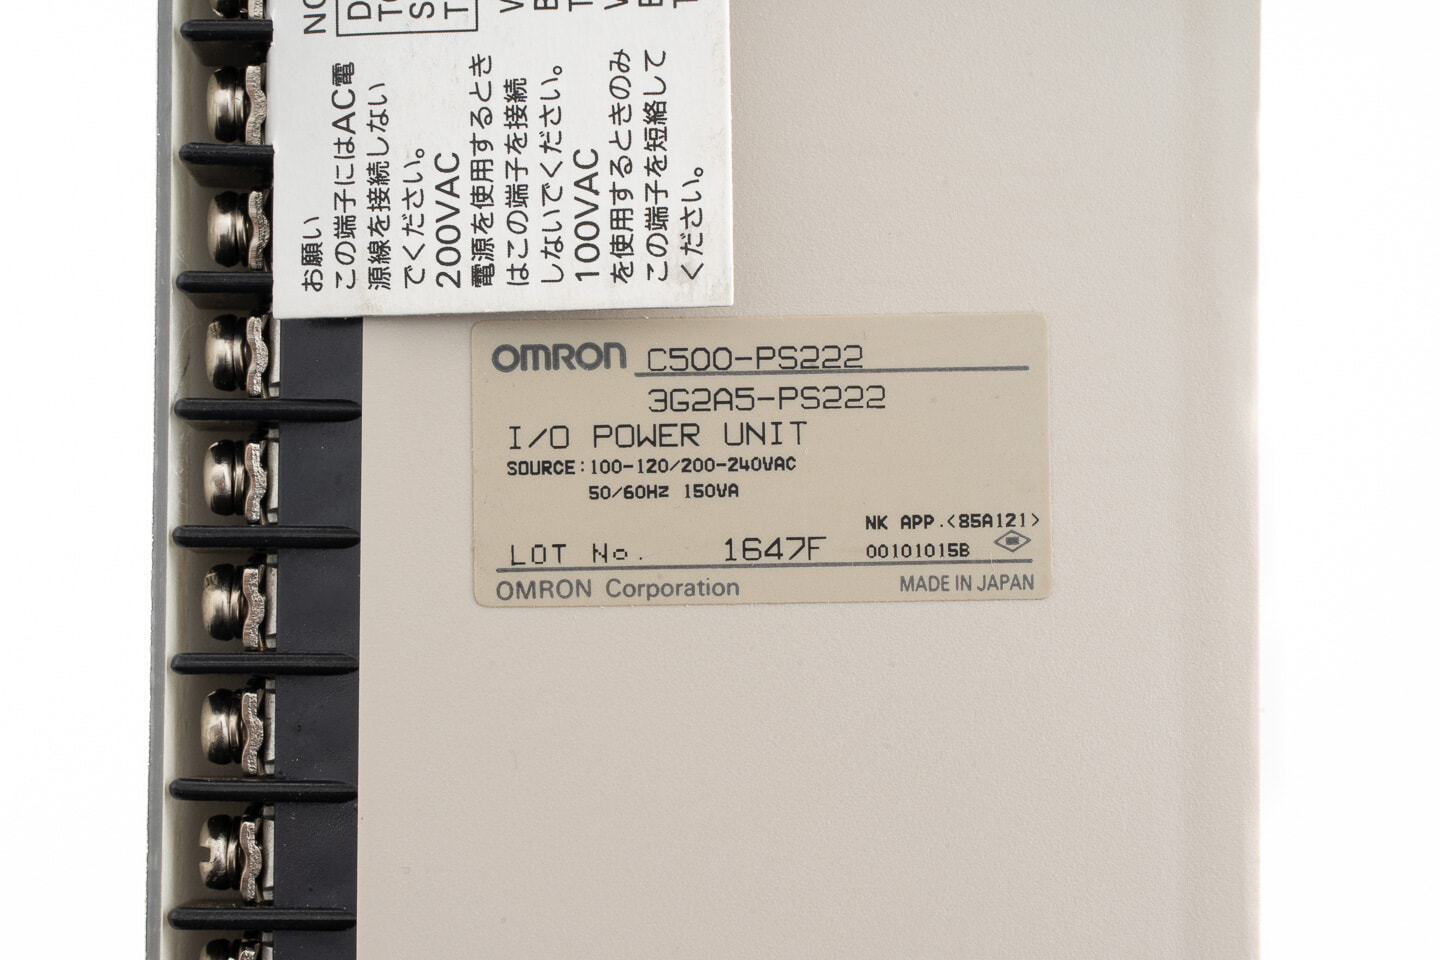 お願い
この端子にはAC電
源線を接続しない
でください。
200VAC
電源を使用するとき
はこの端子を接続
しないでください。
100VAC
を使用するときのみ
この端子を短絡して
ください。
OMRON C500-PS222
3G2A5-PS222
I/O POWER UNIT
SOURCE:100-120/200-240VAC
50/60Hz 150VA
NK APP.<85A121>
LOT No. 1647F 00101015B
OMRON Corporation MADE IN JAPAN